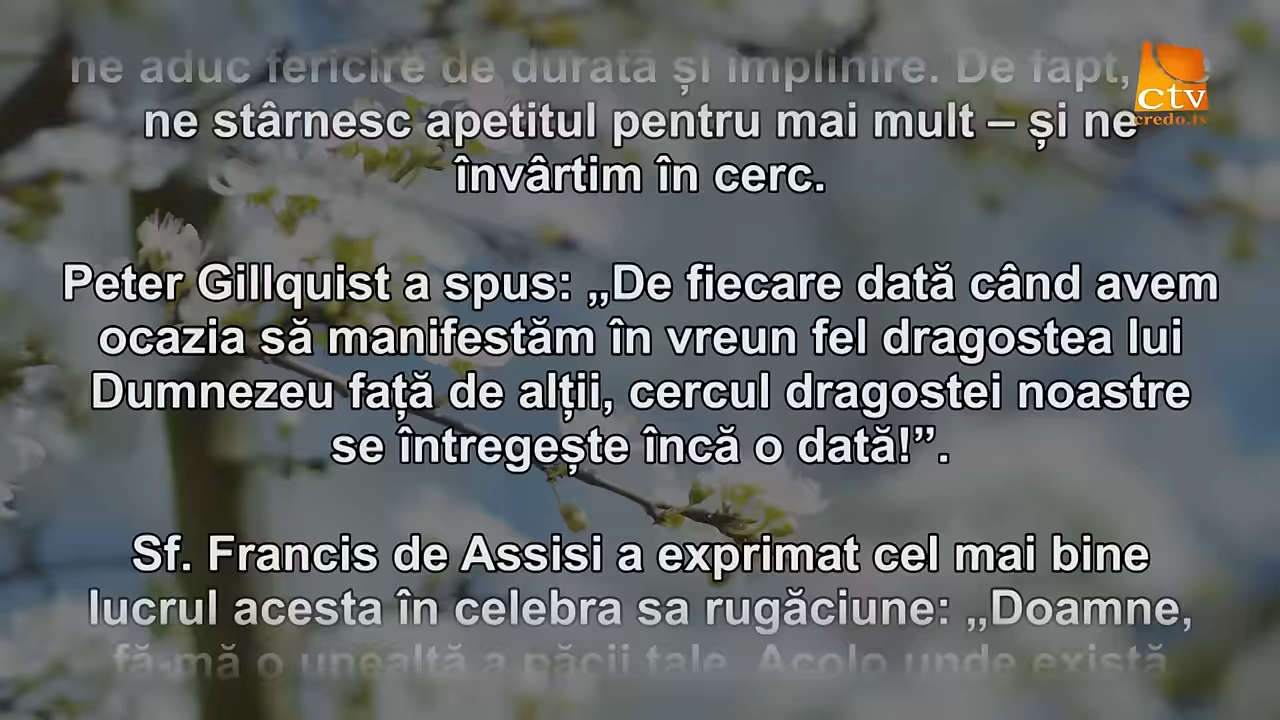 ne aduc fericire de durată și împlinire. De fapt,
ne stârnesc apetitul pentru mai mult – și ne
învârtim în cerc.
Peter Gillquist a spus: „De fiecare dată când avem
ocazia să manifestăm în vreun fel dragostea lui
Dumnezeu față de alții, cercul dragostei noastre
se întregește încă o dată!”.
Sf. Francis de Assisi a exprimat cel mai bine
lucrul acesta în celebra sa rugăciune: „Doamne,
fă-mă o unealtă a păcii tale. Acolo unde există
ctv
credo.tv